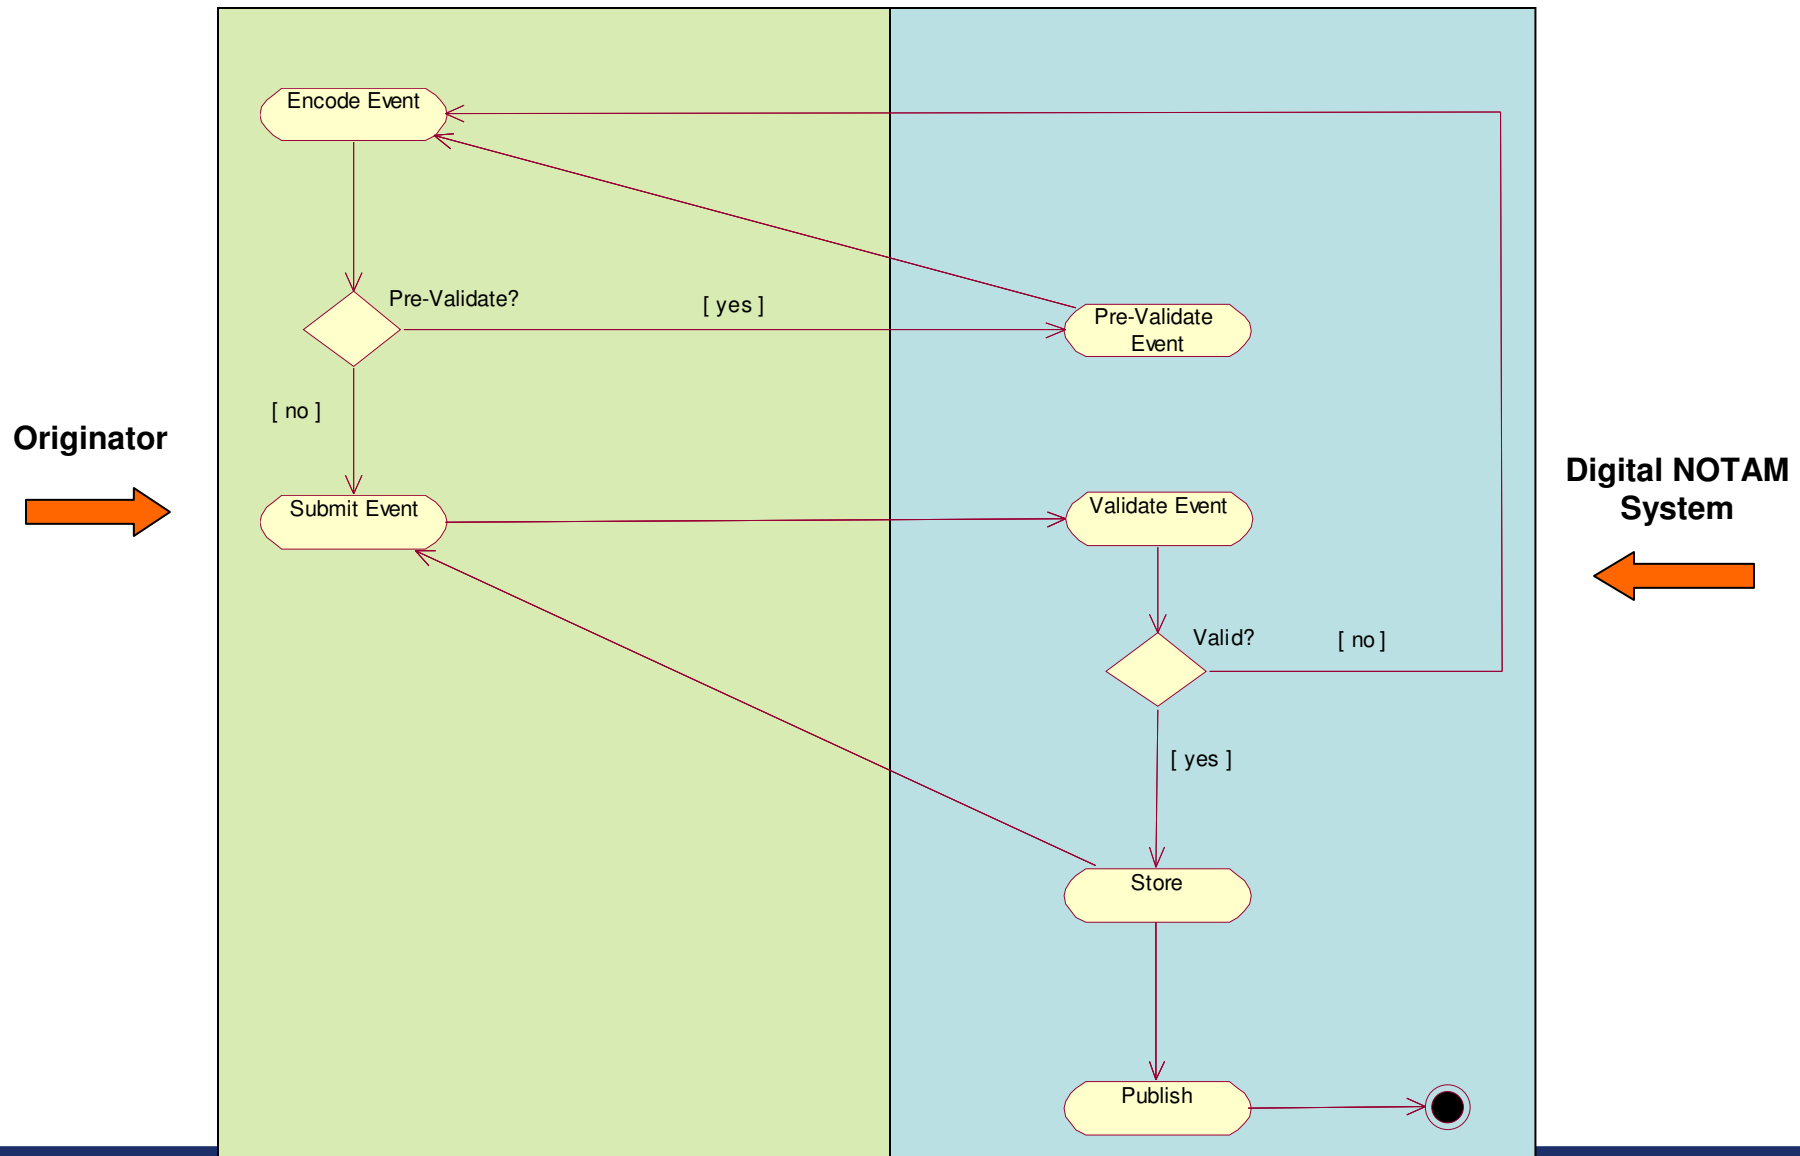 Encode Event
Pre-Validate?
[ yes ]
Pre-Validate
Event
[ no ]
Originator
Digital NOTAM
System
Submit Event
Validate Event
Valid?
[ no ]
[ yes ]
Store
Publish